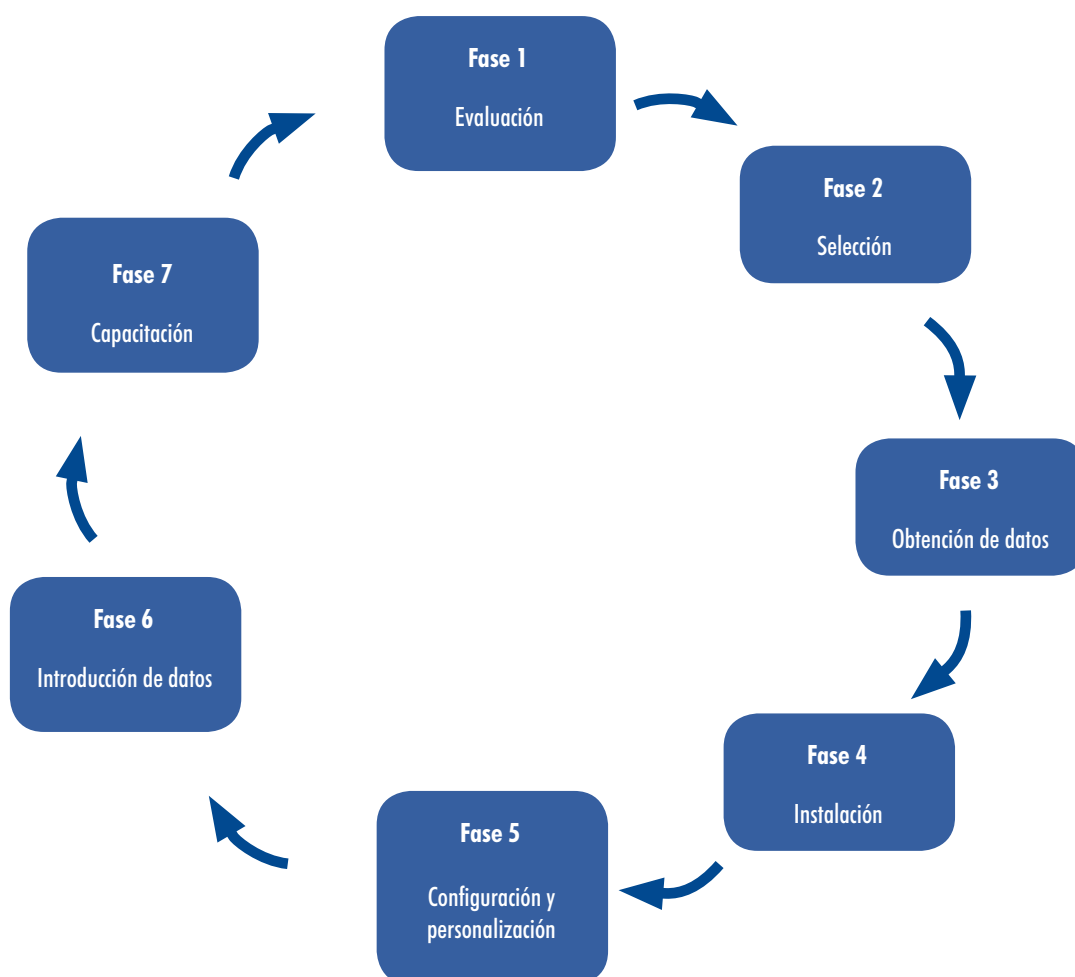 Fase 1
Evaluación
Fase 2
Selección
Fase 3
Obtención de datos
Fase 4
Instalación
Fase 5
Configuración y
personalización
Fase 6
Introducción de datos
Fase 7
Capacitación